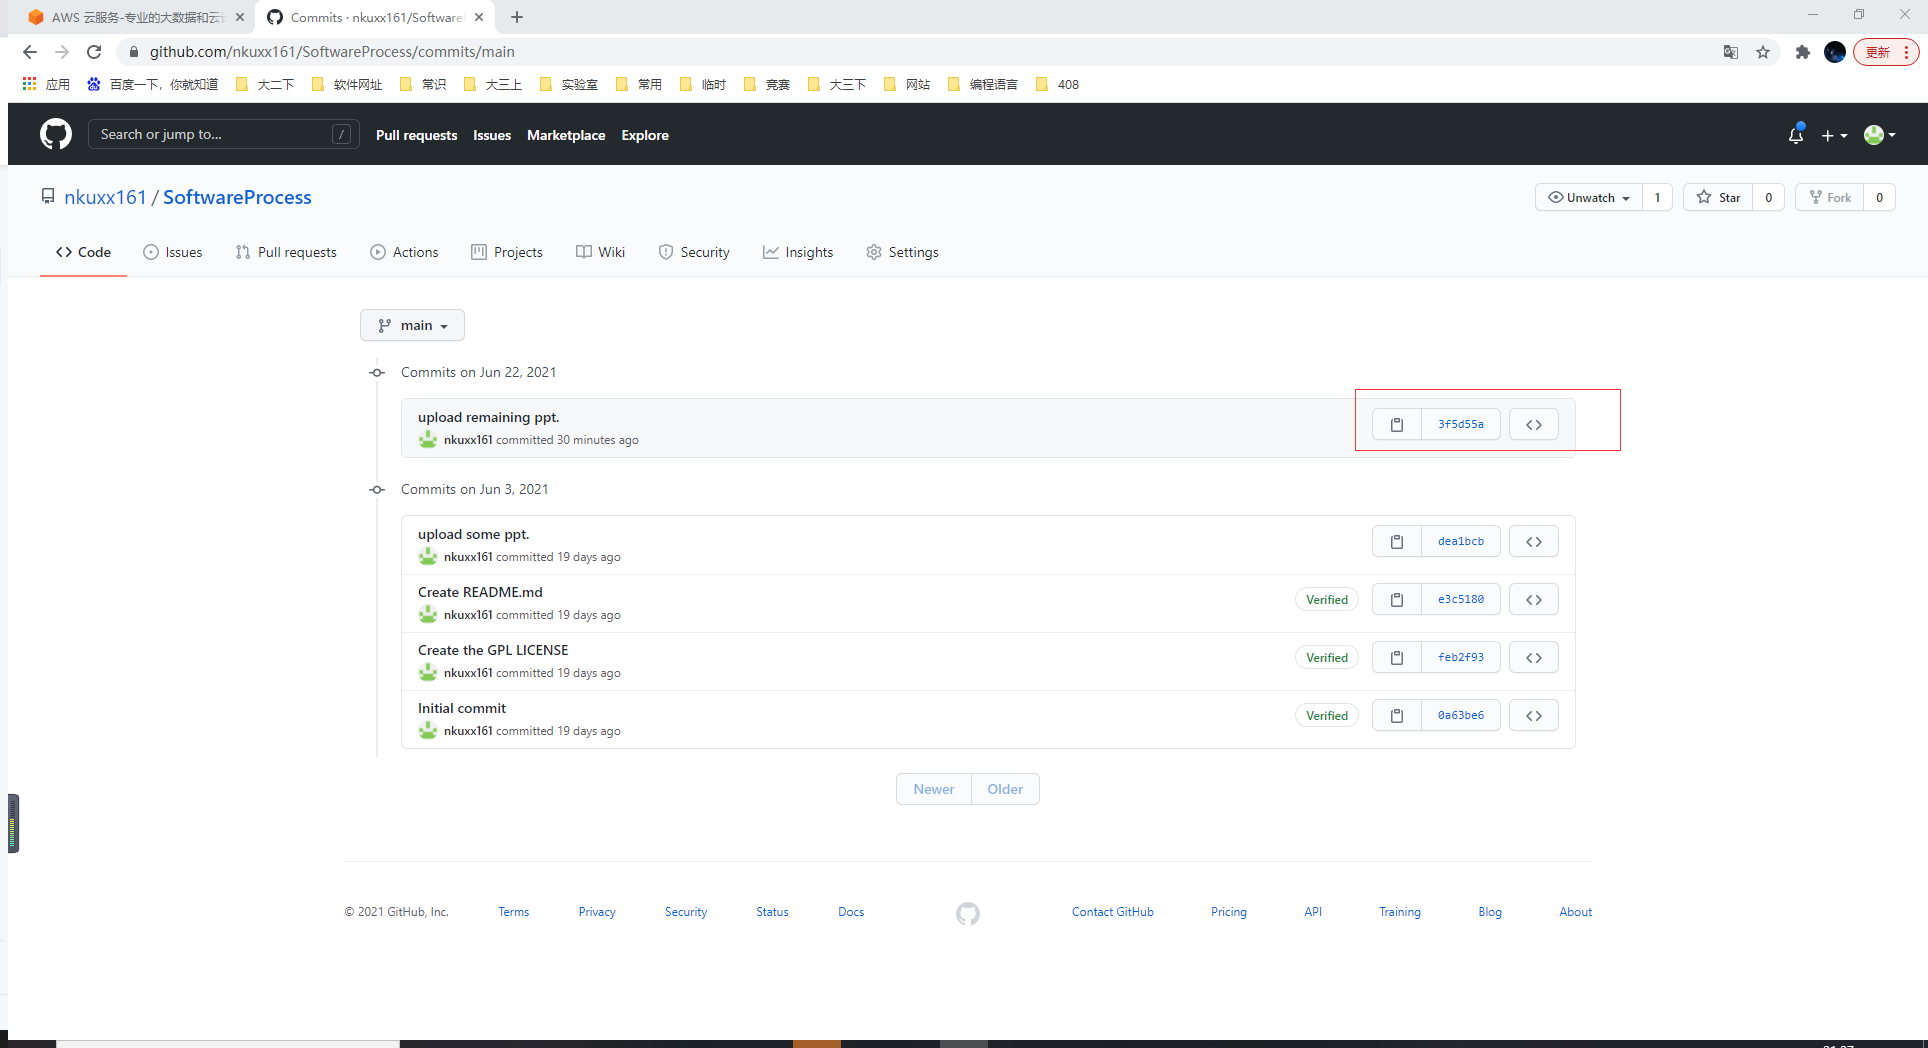 AWS 云服务-专业的大数据和云
Commits · nkuxx161/Software
github.com/nkuxx161/SoftwareProcess/commits/main
更新
应用 百度一下，你就知道 大二下 软件网址 常识 大三上 实验室 常用 临时 竞赛 大三下 网站 编程语言 408
Search or jump to... / Pull requests Issues Marketplace Explore
nkuxx161 / SoftwareProcess
Unwatch 1 Star 0 Fork 0
Code Issues Pull requests Actions Projects Wiki Security Insights Settings
main
Commits on Jun 22, 2021
upload remaining ppt.
nkuxx161 committed 30 minutes ago
3f5d55a
Commits on Jun 3, 2021
upload some ppt.
nkuxx161 committed 19 days ago
dea1bcb
Create README.md
nkuxx161 committed 19 days ago
Verified e3c5180
Create the GPL LICENSE
nkuxx161 committed 19 days ago
Verified feb2f93
Initial commit
nkuxx161 committed 19 days ago
Verified 0a63be6
Newer Older
© 2021 GitHub, Inc. Terms Privacy Security Status Docs Contact GitHub Pricing API Training Blog About